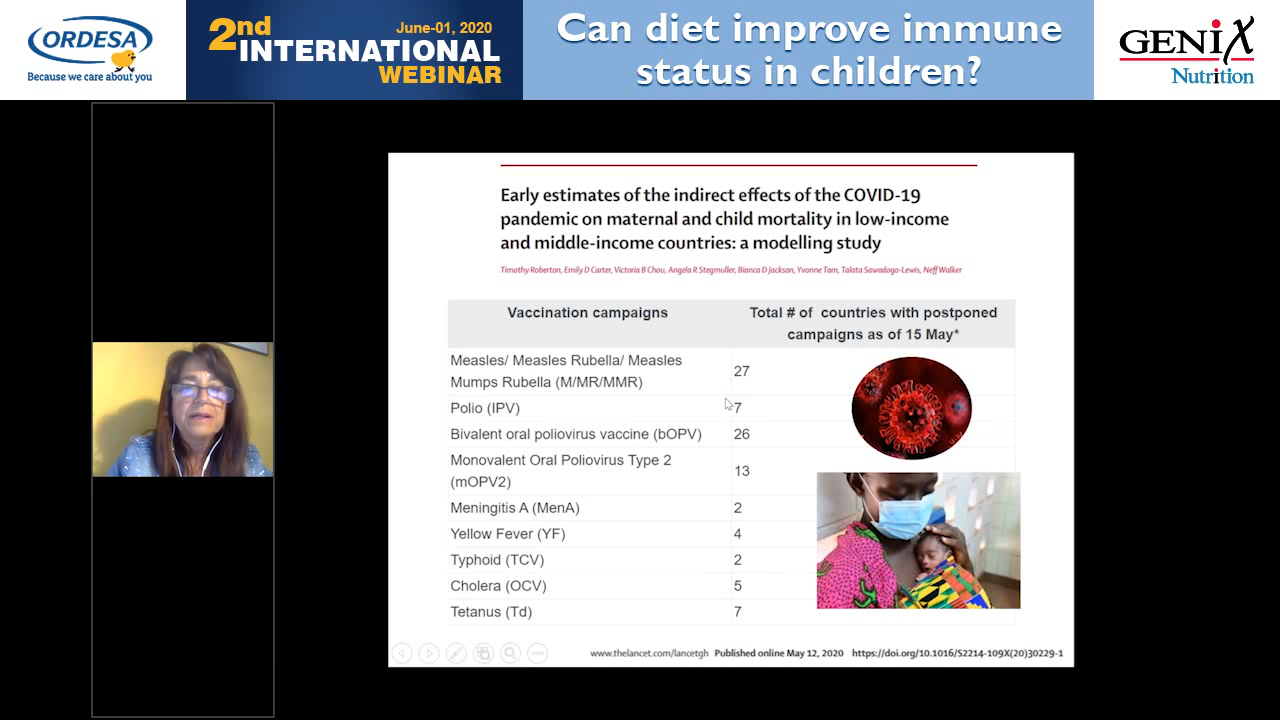 ORDESA
Because we care about you
June-01, 2020
2nd INTERNATIONAL
WEBINAR
Can diet improve immune
status in children?
GENiX
Nutrition
Early estimates of the indirect effects of the COVID-19
pandemic on maternal and child mortality in low-income
and middle-income countries: a modelling study
Timothy Roberton, Emily D Carter, Victoria B Chou, Angela R Stegmuller, Bianca D Jackson, Yvonne Tam, Talata Sawadogo-Lewis, Neff Walker
Vaccination campaigns
Total # of countries with postponed
campaigns as of 15 May*
Measles/ Measles Rubella/ Measles
Mumps Rubella (M/MR/MMR)
27
Polio (IPV)
7
Bivalent oral poliovirus vaccine (bOPV)
26
Monovalent Oral Poliovirus Type 2
(mOPV2)
13
Meningitis A (MenA)
2
Yellow Fever (YF)
4
Typhoid (TCV)
2
Cholera (OCV)
5
Tetanus (Td)
7
www.thelancet.com/lancetgh Published online May 12, 2020 https://doi.org/10.1016/S2214-109X(20)30229-1